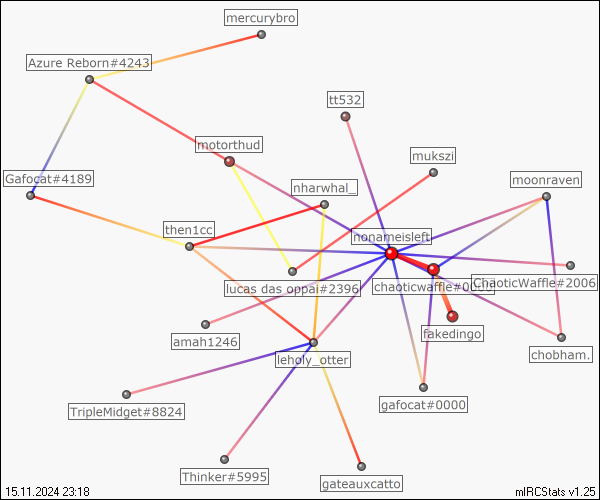 mercurybro
Azure Reborn#4243
tt532
motorthud
mukszi
Gafocat#4189
nharwhal_
moonraven
then1cc
nonameisleft
lucas das oppai#2396
chaoticwaffle#0000
ChaoticWaffle#2006
amah1246
fakedingo
leholy_otter
chobham.
TripleMidget#8824
gafocat#0000
Thinker#5995
gateauxcatto
15.11.2024 23:18
mIRCStats v1.25